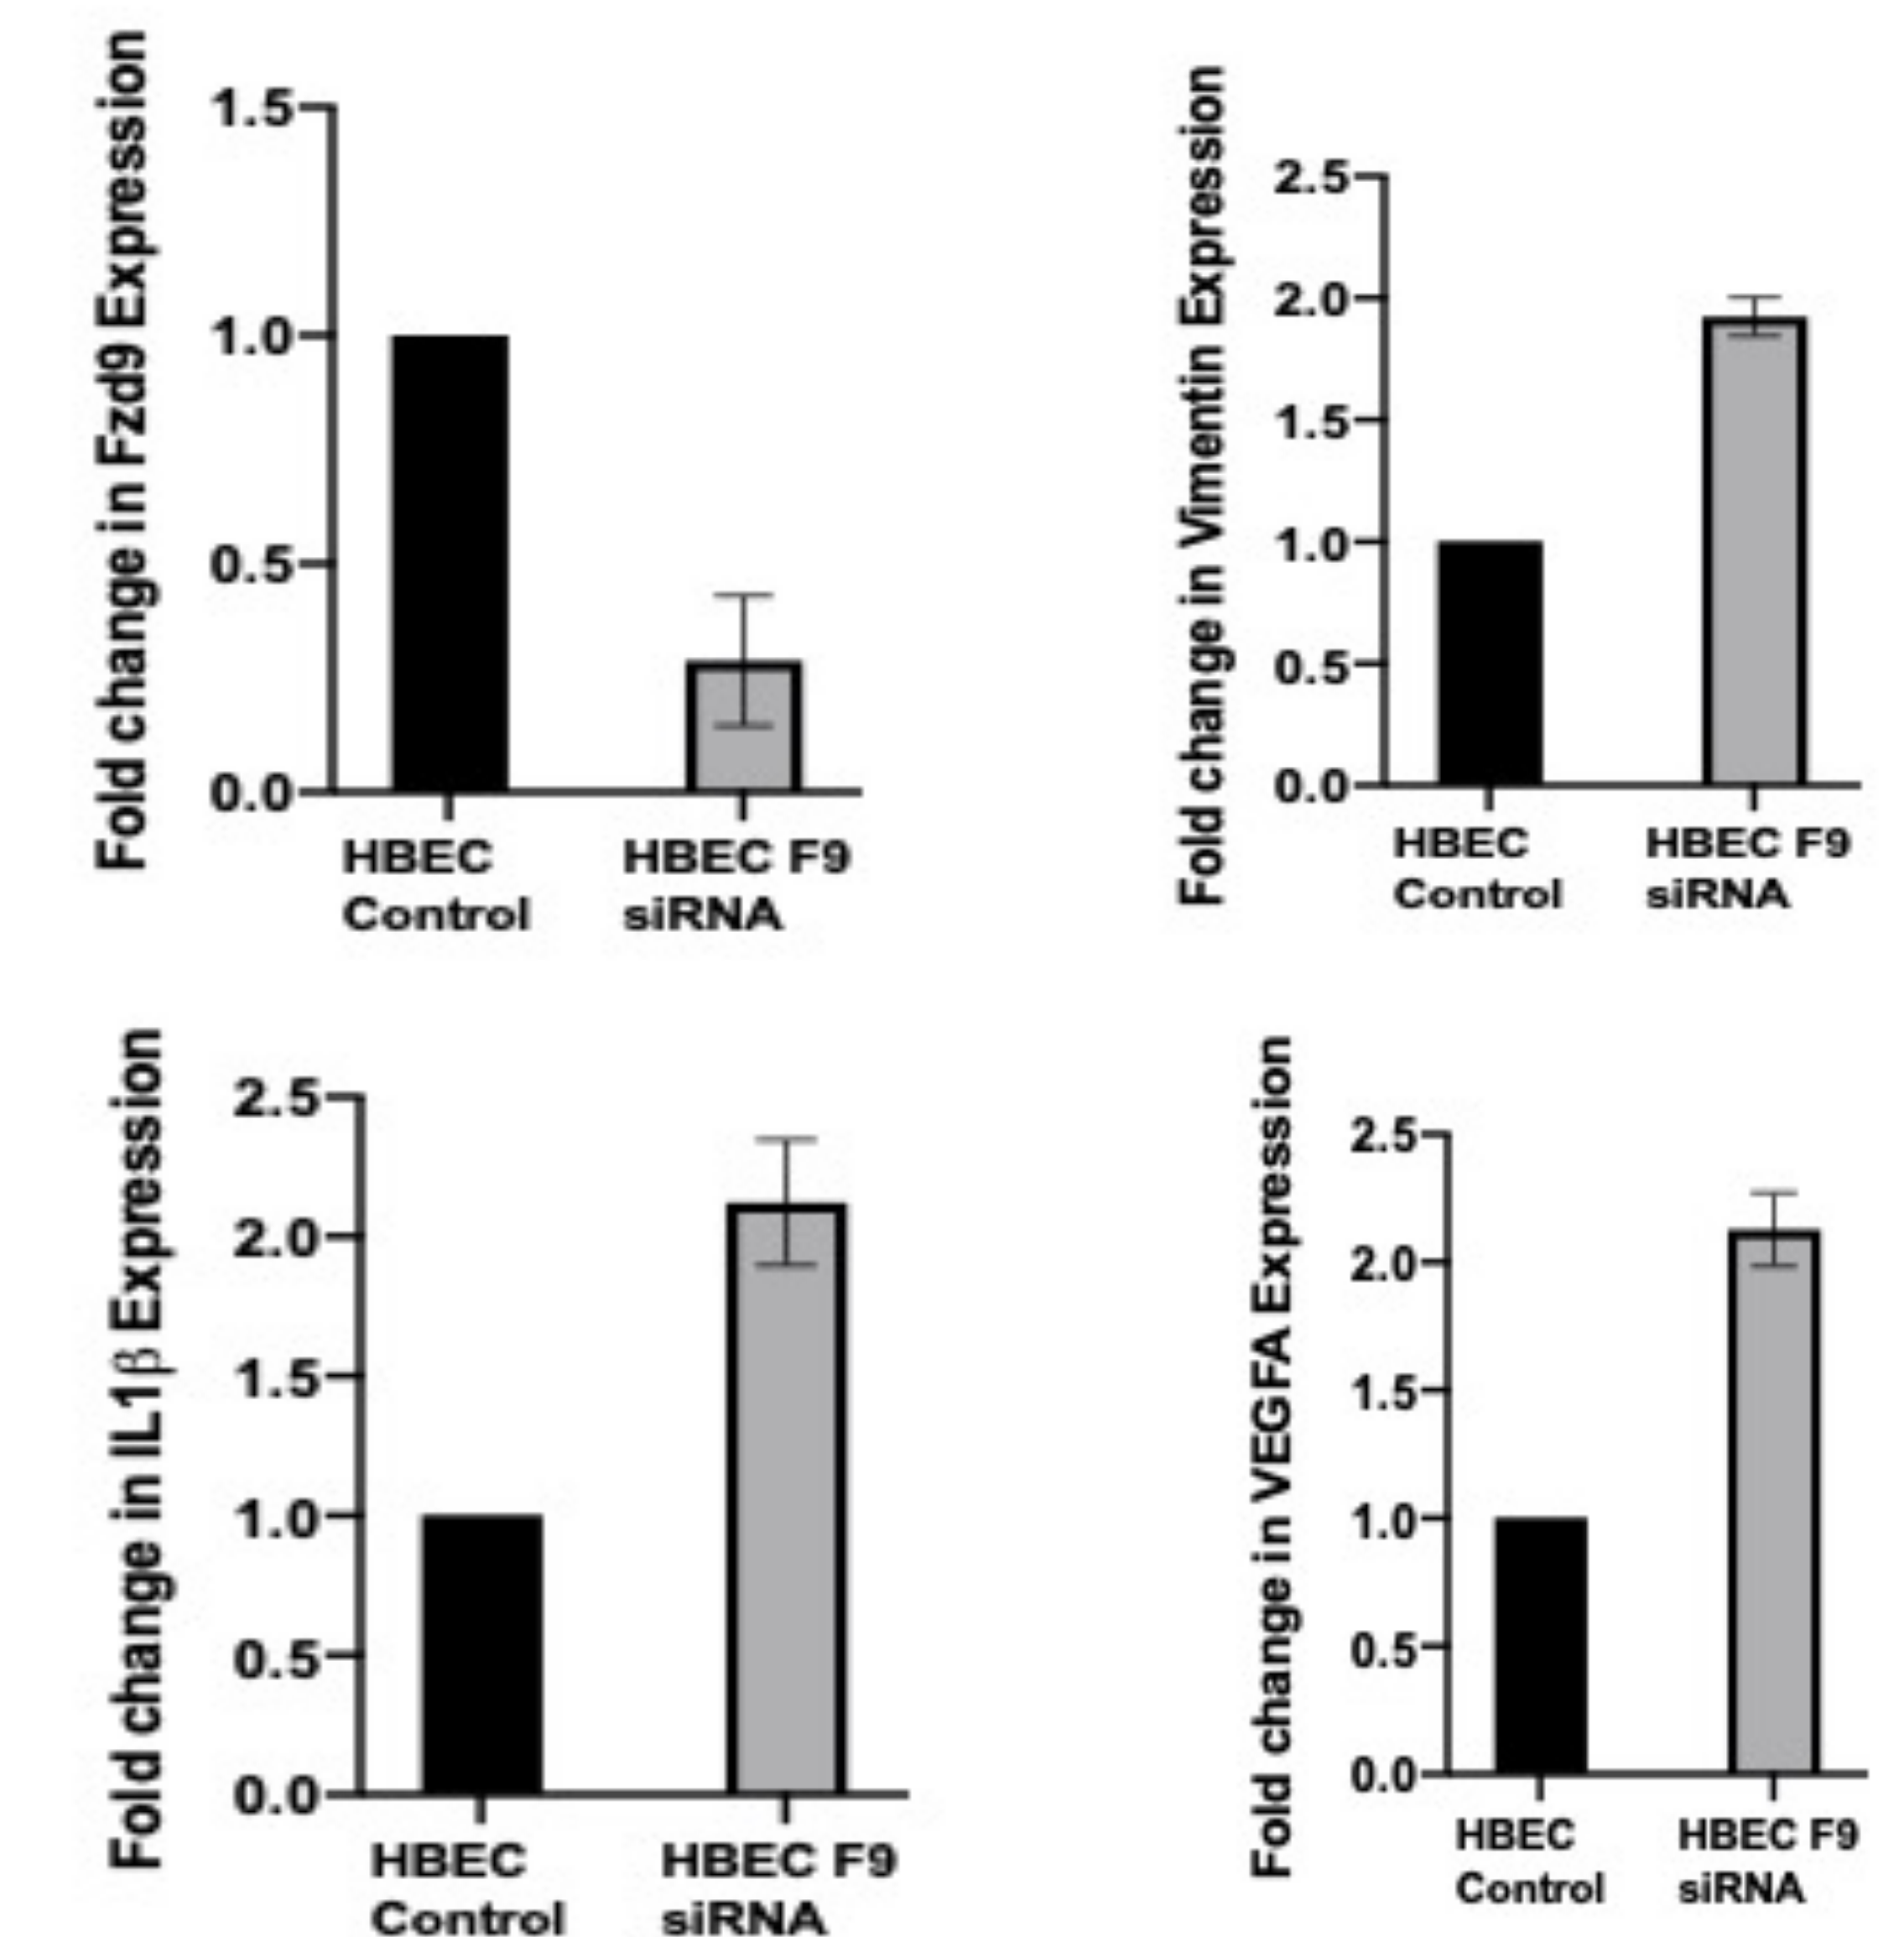 Fold change in Fzd9 Expression
1.5
1.0
0.5
0.0
HBEC
Control
HBEC F9
siRNA
Fold change in Vimentin Expression
2.5
2.0
1.5
1.0
0.5
0.0
HBEC
Control
HBEC F9
siRNA
Fold change in IL1β Expression
2.5
2.0
1.5
1.0
0.5
0.0
HBEC
Control
HBEC F9
siRNA
Fold change in VEGFA Expression
2.5
2.0
1.5
1.0
0.5
0.0
HBEC
Control
HBEC F9
siRNA